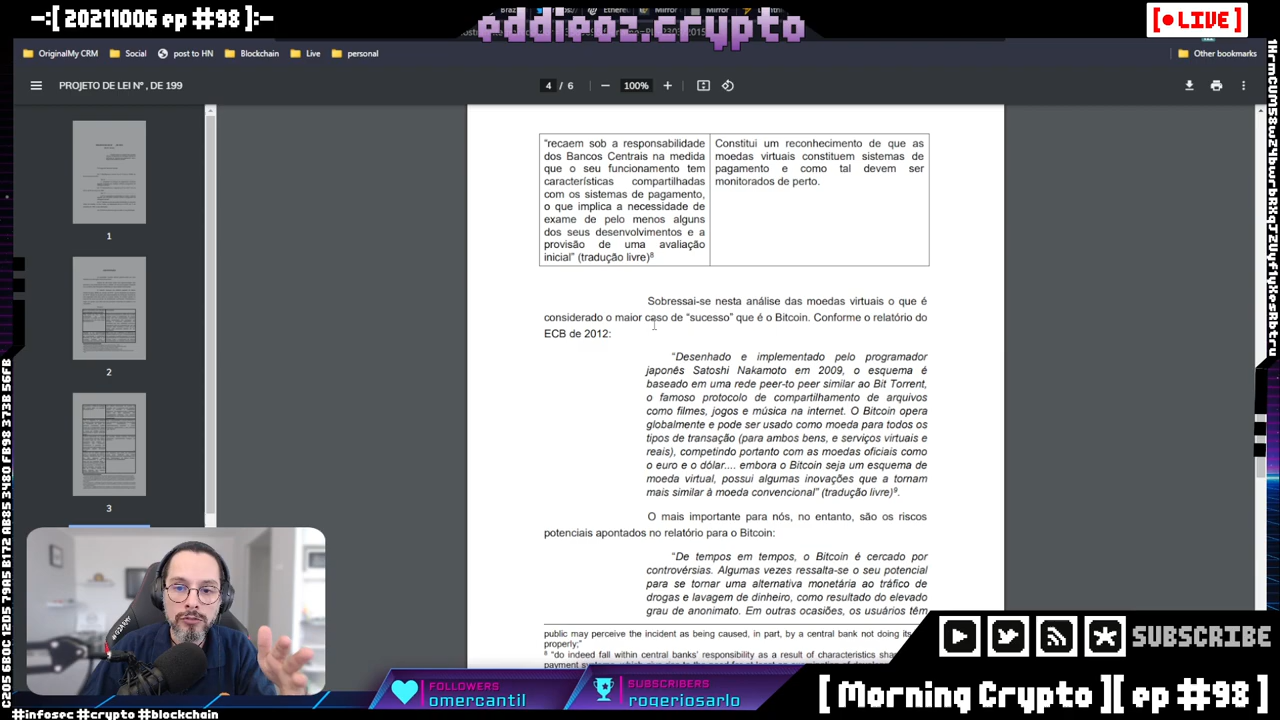 -:[ 20211006 ep #98 ]:-
eddieoz.crypto
[ LIVE ]
OriginalMy-AM
Social
post HN
Blockchain
Live
personal
Other bookmarks
PROJETO DE LEI Nº , DE 199
4 / 6
100%
1
2
3
“recaem sob a responsabilidade
dos Bancos Centrais na medida
que o seu funcionamento tem
características compartilhadas
com os sistemas de pagamento,
o que implica a necessidade de
exame de pelo menos alguns
dos seus desenvolvimentos e a
provisão de uma avaliação
inicial” (tradução livre)⁸
Constitui um reconhecimento de que as
moedas virtuais constituem sistemas de
pagamento e como tal devem ser
monitorados de perto.
Sobressai-se nesta análise das moedas virtuais o que é
considerado o maior caso de “sucesso” que é o Bitcoin. Conforme o relatório do
ECB de 2012:
“Desenhado e implementado pelo programador
japonês Satoshi Nakamoto em 2009, o esquema é
baseado em uma rede peer-to peer similar ao Bit Torrent,
o famoso protocolo de compartilhamento de arquivos
como filmes, jogos e música na internet. O Bitcoin opera
globalmente e pode ser usado como moeda para todos os
tipos de transação (para ambos bens, e serviços virtuais e
reais), competindo portanto com as moedas oficiais como
o euro e o dólar.... embora o Bitcoin seja um esquema de
moeda virtual, possui algumas inovações que a tornam
mais similar à moeda convencional” (tradução livre)⁹.
O mais importante para nós, no entanto, são os riscos
potenciais apontados no relatório para o Bitcoin:
“De tempos em tempos, o Bitcoin é cercado por
controvérsias. Algumas vezes ressalta-se o seu potencial
para se tornar uma alternativa monetária ao tráfico de
drogas e lavagem de dinheiro, como resultado do elevado
grau de anonimato. Em outras ocasiões, os usuários têm
public may perceive the incident as being caused, in part, by a central bank not doing its
properly;”
⁸ “do indeed fall within central banks’ responsibility as a result of characteristics
SUBSCRIBE
FOLLOWERS
omercantil
SUBSCRIBERS
rogeriosarlo
[ Morning Crypto ][ ep #98 ]
#crypto #blockchain